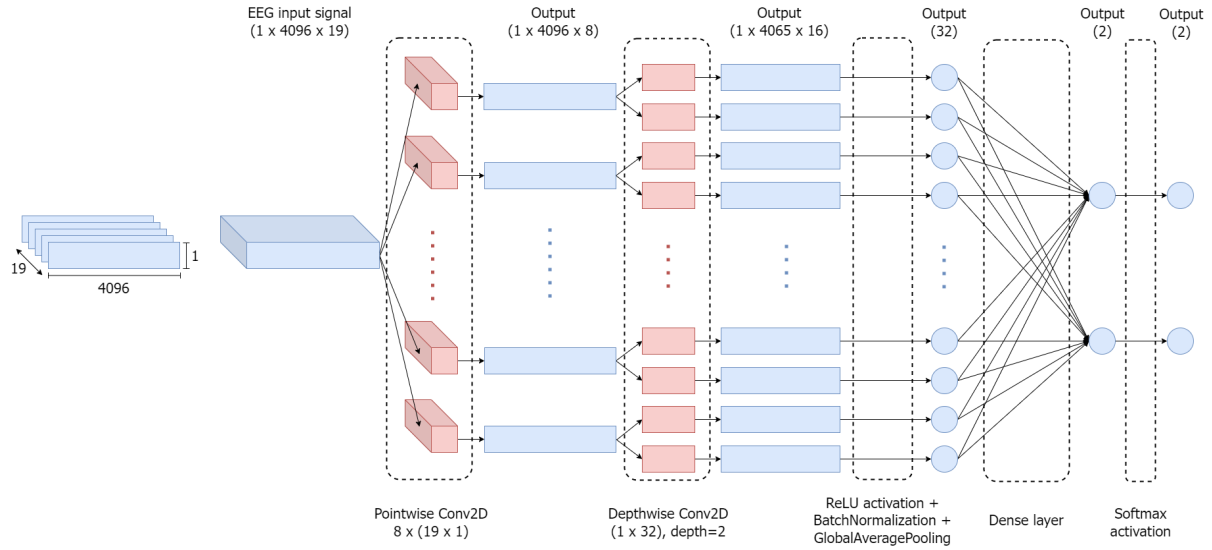 EEG input signal
(1 x 4096 x 19)
Output
(1 x 4096 x 8)
Output
(1 x 4065 x 16)
Output
(32)
Output
(2)
Output
(2)
19
4096
1
Pointwise Conv2D
8 x (19 x 1)
Depthwise Conv2D
(1 x 32), depth=2
ReLU activation +
BatchNormalization +
GlobalAveragePooling
Dense layer
Softmax
activation